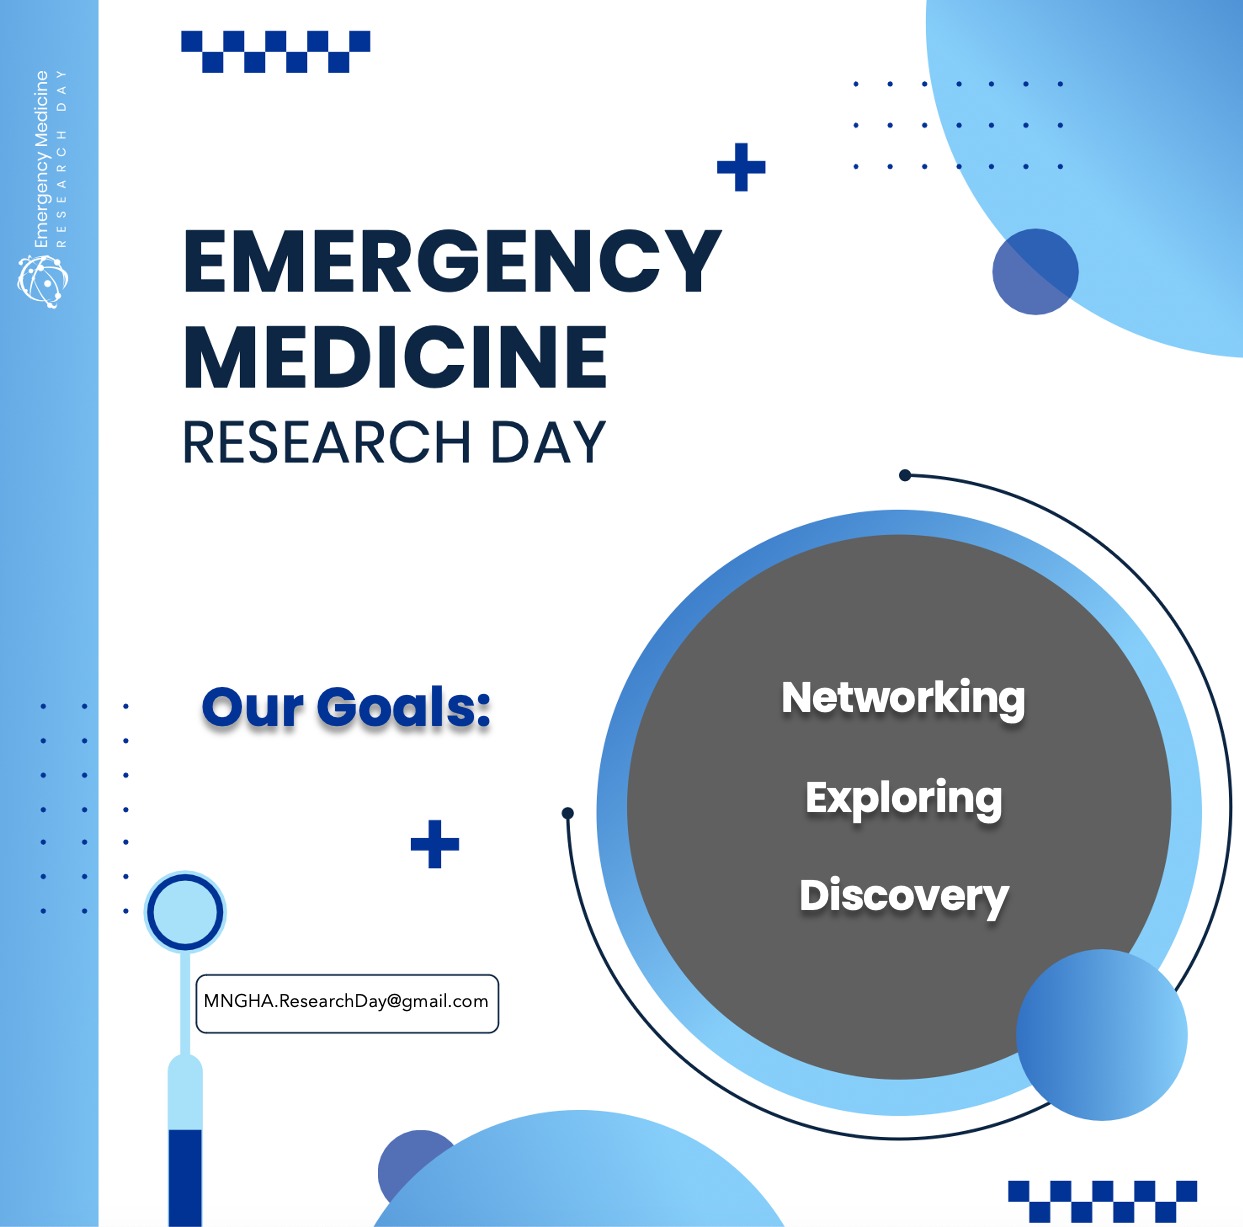 Emergency Medicine
RESEARCH DAY
EMERGENCY
MEDICINE
RESEARCH DAY
Our Goals:
Networking
Exploring
Discovery
MNGHA.ResearchDay@gmail.com